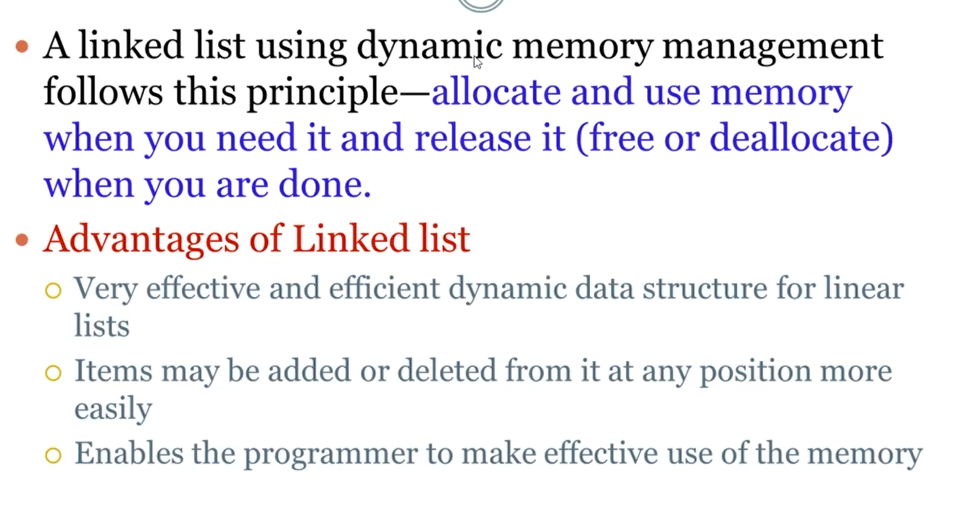 A linked list using dynamic memory management
follows this principle—allocate and use memory
when you need it and release it (free or deallocate)
when you are done.
Advantages of Linked list
Very effective and efficient dynamic data structure for linear
lists
Items may be added or deleted from it at any position more
easily
Enables the programmer to make effective use of the memory